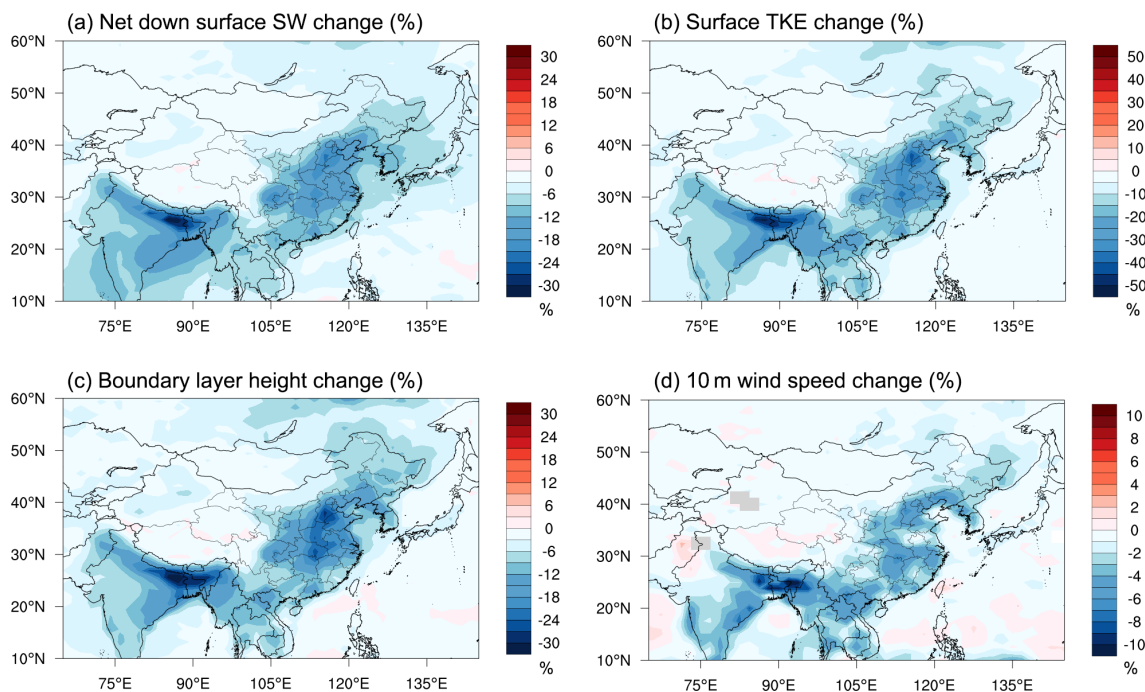 (a) Net down surface SW change (%)
60°N
50°N
40°N
30°N
20°N
10°N
75°E 90°E 105°E 120°E 135°E
30
24
18
12
6
0
-6
-12
-18
-24
-30
%
(b) Surface TKE change (%)
60°N
50°N
40°N
30°N
20°N
10°N
75°E 90°E 105°E 120°E 135°E
50
40
30
20
10
0
-10
-20
-30
-40
-50
%
(c) Boundary layer height change (%)
60°N
50°N
40°N
30°N
20°N
10°N
75°E 90°E 105°E 120°E 135°E
30
24
18
12
6
0
-6
-12
-18
-24
-30
%
(d) 10 m wind speed change (%)
60°N
50°N
40°N
30°N
20°N
10°N
75°E 90°E 105°E 120°E 135°E
10
8
6
4
2
0
-2
-4
-6
-8
-10
%